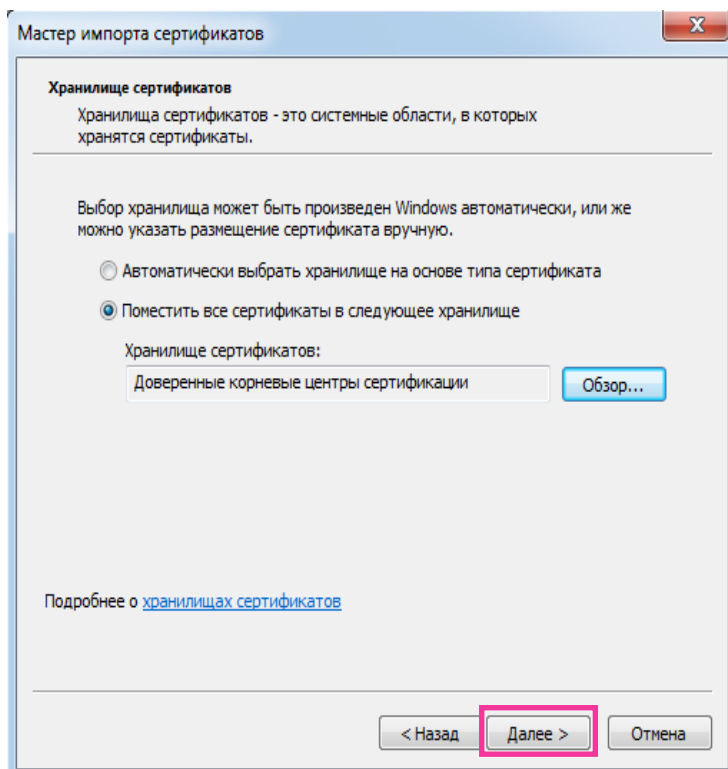 Мастер импорта сертификатов
Хранилище сертификатов
Хранилища сертификатов - это системные области, в которых
хранятся сертификаты.
Выбор хранилища может быть произведен Windows автоматически, или же
можно указать размещение сертификата вручную.
Автоматически выбрать хранилище на основе типа сертификата
Поместить все сертификаты в следующее хранилище
Хранилище сертификатов:
Доверенные корневые центры сертификации
Обзор...
Подробнее о хранилищах сертификатов
< Назад
Далее >
Отмена